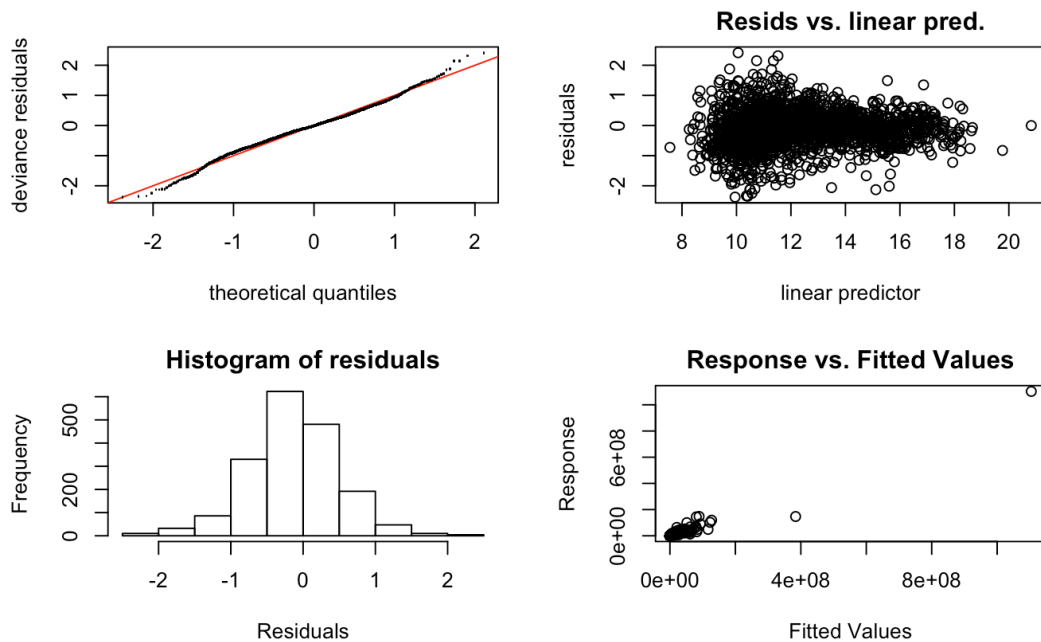 deviance residuals
2
1
0
-2
-2 -1 0 1 2
theoretical quantiles
Resids vs. linear pred.
residuals
2
1
0
-2
8 10 12 14 16 18 20
linear predictor
Histogram of residuals
Frequency
500
200
0
-2 -1 0 1 2
Residuals
Response vs. Fitted Values
Response
6e+08
0e+00
0e+00 4e+08 8e+08
Fitted Values